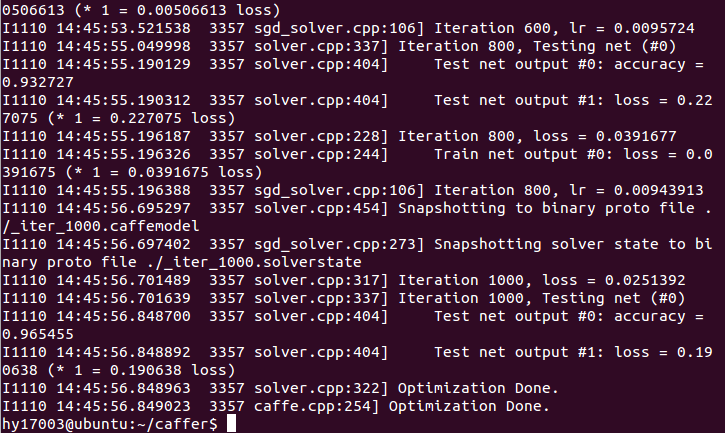 0506613 (* 1 = 0.00506613 loss)
I1110 14:45:53.521538  3357 sgd_solver.cpp:106] Iteration 600, lr = 0.0095724
I1110 14:45:55.049998  3357 solver.cpp:337] Iteration 800, Testing net (#0)
I1110 14:45:55.190129  3357 solver.cpp:404]     Test net output #0: accuracy =
0.932727
I1110 14:45:55.190312  3357 solver.cpp:404]     Test net output #1: loss = 0.22
7075 (* 1 = 0.227075 loss)
I1110 14:45:55.196187  3357 solver.cpp:228] Iteration 800, loss = 0.0391677
I1110 14:45:55.196326  3357 solver.cpp:244]     Train net output #0: loss = 0.0
391675 (* 1 = 0.0391675 loss)
I1110 14:45:55.196388  3357 sgd_solver.cpp:106] Iteration 800, lr = 0.00943913
I1110 14:45:56.695297  3357 solver.cpp:454] Snapshotting to binary proto file .
/_iter_1000.caffemodel
I1110 14:45:56.697402  3357 sgd_solver.cpp:273] Snapshotting solver state to bi
nary proto file ./_iter_1000.solverstate
I1110 14:45:56.701489  3357 solver.cpp:317] Iteration 1000, loss = 0.0251392
I1110 14:45:56.701639  3357 solver.cpp:337] Iteration 1000, Testing net (#0)
I1110 14:45:56.848700  3357 solver.cpp:404]     Test net output #0: accuracy =
0.965455
I1110 14:45:56.848892  3357 solver.cpp:404]     Test net output #1: loss = 0.19
0638 (* 1 = 0.190638 loss)
I1110 14:45:56.848963  3357 solver.cpp:322] Optimization Done.
I1110 14:45:56.849023  3357 caffe.cpp:254] Optimization Done.
hy17003@ubuntu:~/caffer$